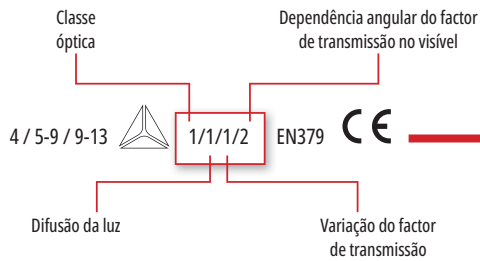 Classe
óptica
Dependência angular do factor
de transmissão no visível
4 / 5-9 / 9-13 1/1/1/2 EN379 CE
Difusão da luz
Variação do factor
de transmissão